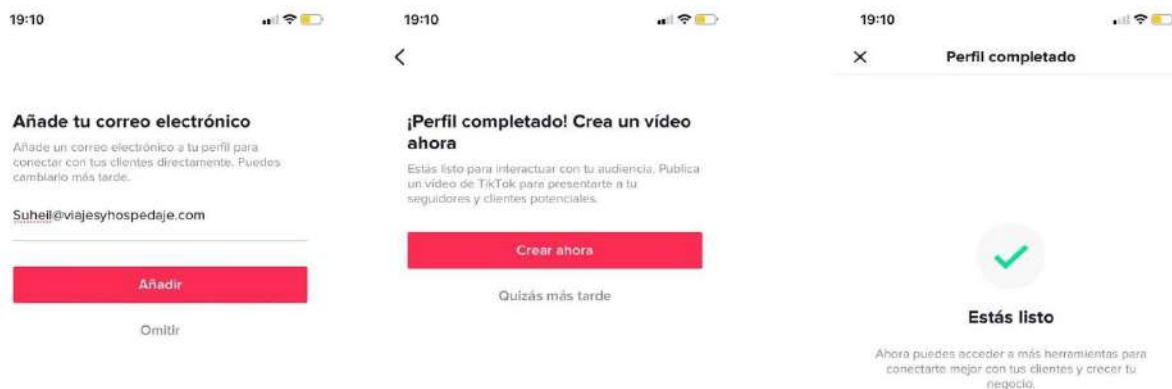 19:10
Añade tu correo electrónico
Añade un correo electrónico a tu perfil para
conectar con tus clientes directamente. Puedes
cambiarlo más tarde.
Suheil@viajesyhospedaje.com
Añadir
Omitir
19:10
¡Perfil completado! Crea un vídeo
ahora
Estás listo para interactuar con tu audiencia. Publica
un vídeo de TikTok para presentarte a tu
seguidores y clientes potenciales.
Crear ahora
Quizás más tarde
19:10
Perfil completado
Estás listo
Ahora puedes acceder a más herramientas para
conectarte mejor con tus clientes y crecer tu
negocio.